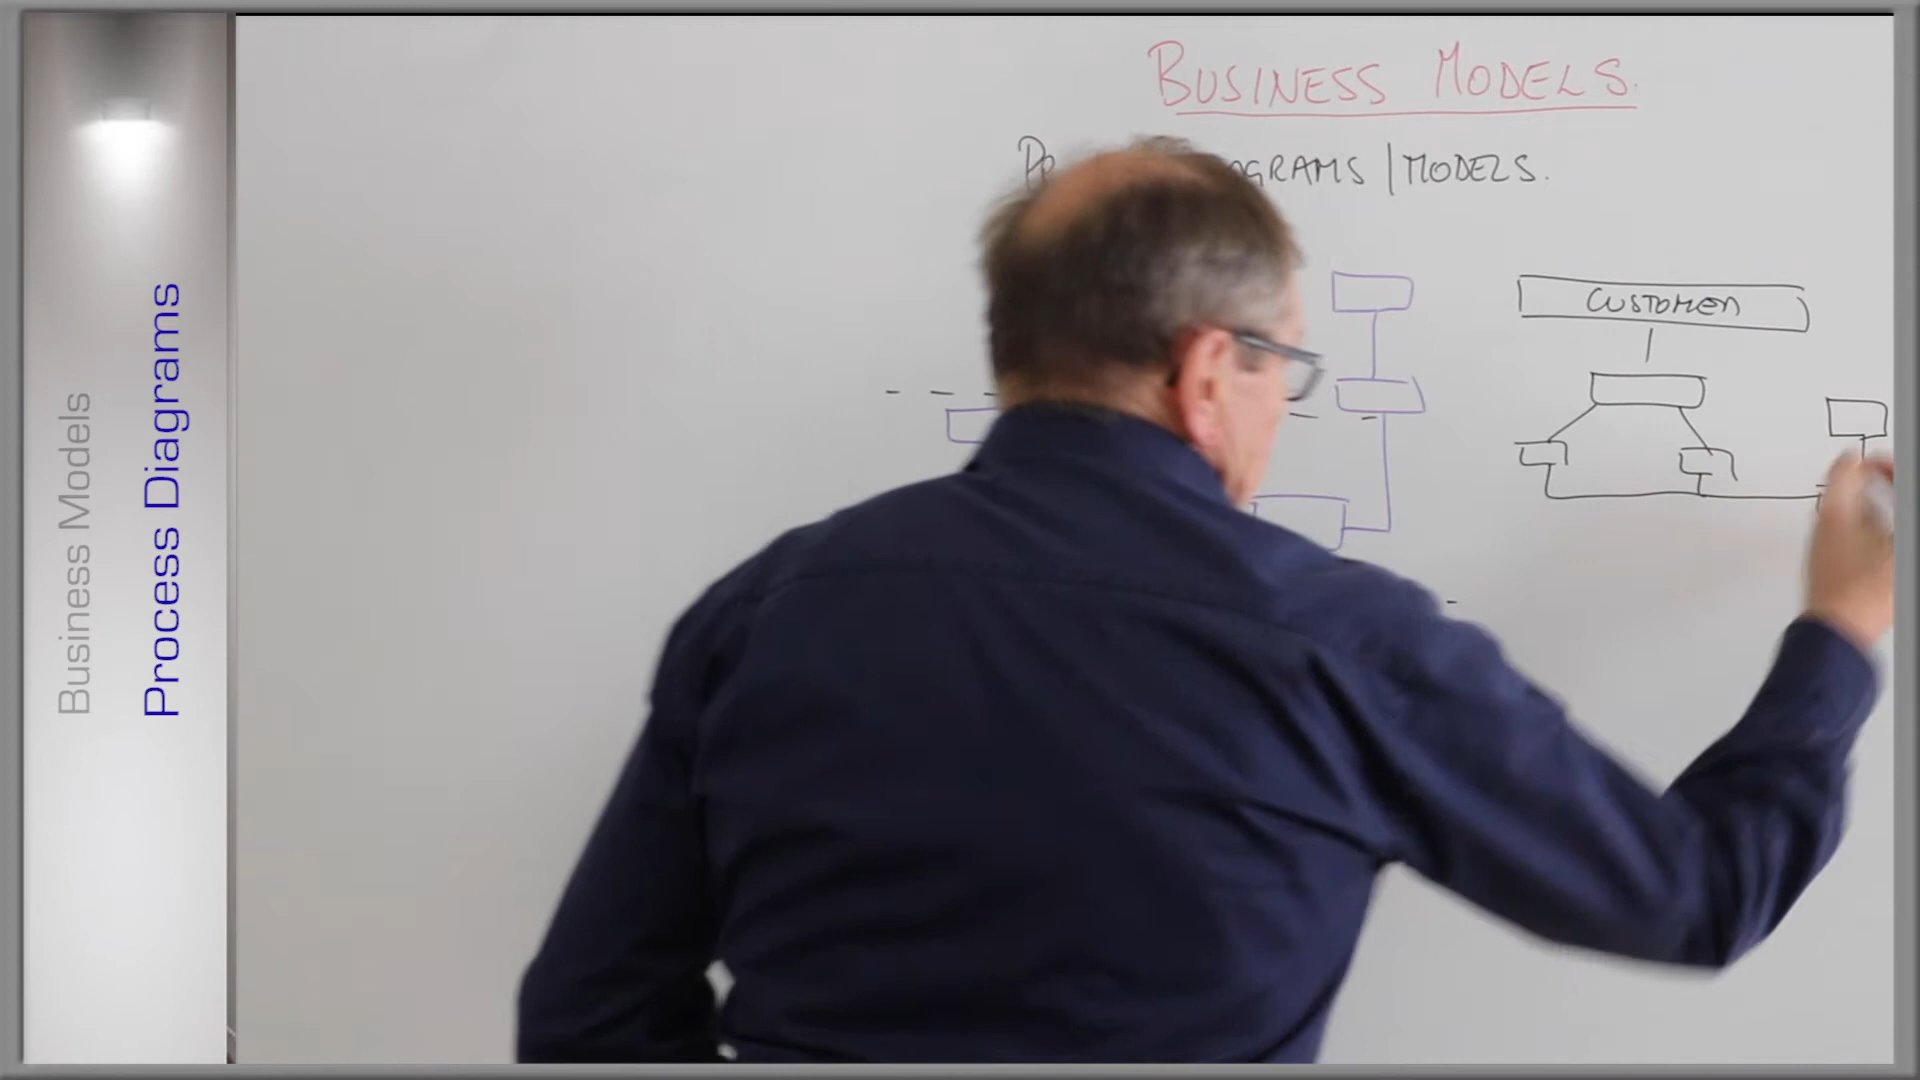 Business Models
Process Diagrams
BUSINESS MODELS.
GRAMS | MODELS.
CUSTOMER